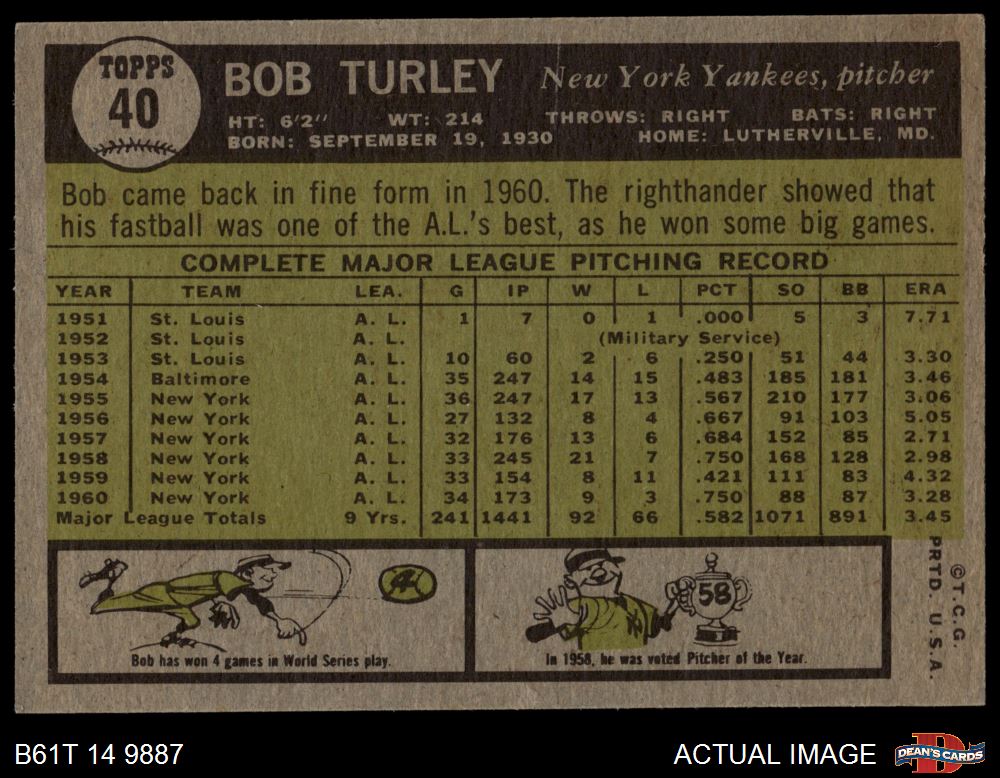 TOPPS
40
BOB TURLEY New York Yankees, pitcher
HT: 6'2" WT: 214 THROWS: RIGHT BATS: RIGHT
BORN: SEPTEMBER 19, 1930 HOME: LUTHERVILLE, MD.
Bob came back in fine form in 1960. The righthander showed that
his fastball was one of the A.L.'s best, as he won some big games.
COMPLETE MAJOR LEAGUE PITCHING RECORD
YEAR TEAM LEA. G IP W L PCT SO BB ERA
1951 St. Louis A. L. 1 7 0 1 .000 5 3 7.71
1952 St. Louis A. L. (Military Service)
1953 St. Louis A. L. 10 60 2 6 .250 51 44 3.30
1954 Baltimore A. L. 35 247 14 15 .483 185 181 3.46
1955 New York A. L. 36 247 17 13 .567 210 177 3.06
1956 New York A. L. 27 132 8 4 .667 91 103 5.05
1957 New York A. L. 32 176 13 6 .684 152 85 2.71
1958 New York A. L. 33 245 21 7 .750 168 128 2.98
1959 New York A. L. 33 154 8 11 .421 111 83 4.32
1960 New York A. L. 34 173 9 3 .750 88 87 3.28
Major League Totals 9 Yrs. 241 1441 92 66 .582 1071 891 3.45
4
Bob has won 4 games in World Series play.
58
In 1958, he was voted Pitcher of the Year.
©T.C.G.
PRTD. U.S.A.
B61T 14 9887
ACTUAL IMAGE
DEAN'S CARDS